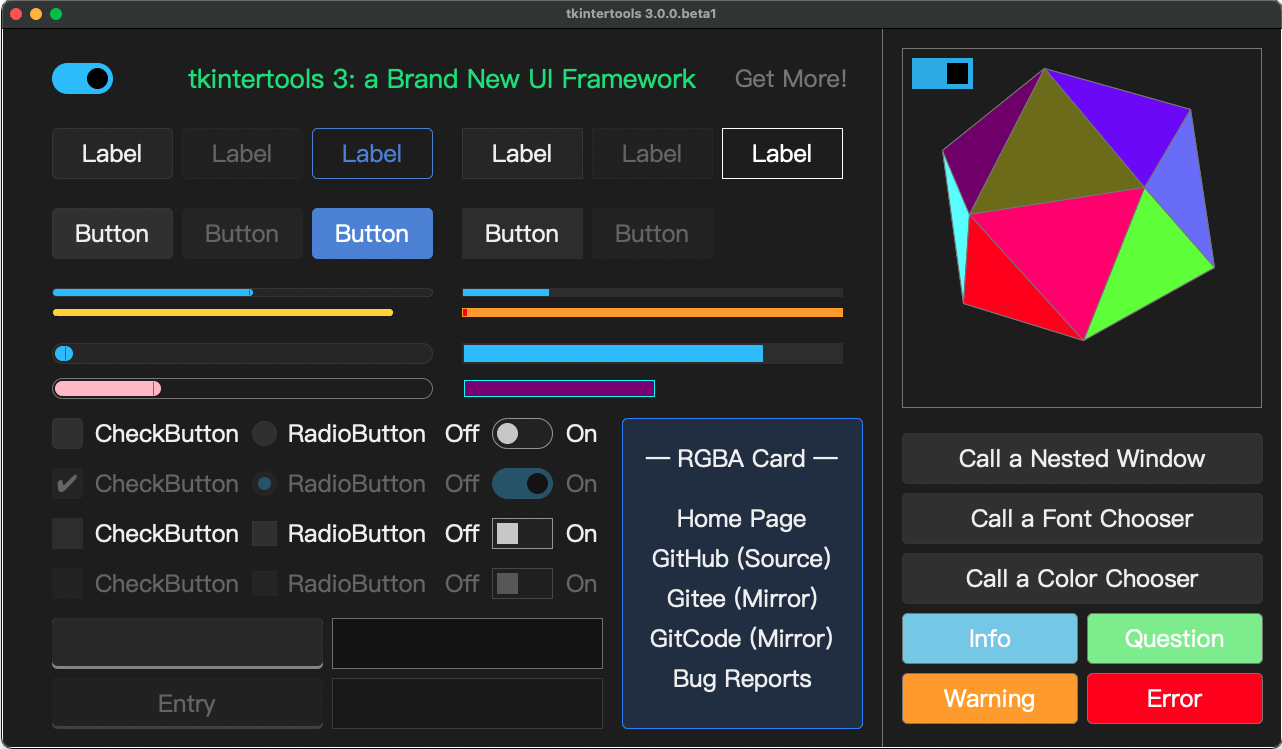 tkintertools 3.0.0.beta1
tkintertools 3: a Brand New UI Framework
Get More!
Label
Label
Label
Label
Label
Label
Button
Button
Button
Button
Button
CheckButton
RadioButton
Off
On
CheckButton
RadioButton
Off
On
CheckButton
RadioButton
Off
On
CheckButton
RadioButton
Off
On
Entry
— RGBA Card —
Home Page
GitHub (Source)
Gitee (Mirror)
GitCode (Mirror)
Bug Reports
Call a Nested Window
Call a Font Chooser
Call a Color Chooser
Info
Question
Warning
Error